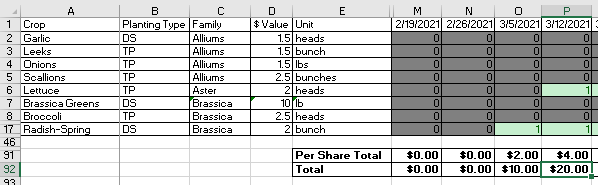 A B C D E M N O P
1 Crop Planting Type Family $ Value Unit 2/19/2021 2/26/2021 3/5/2021 3/12/2021 3
2 Garlic DS Alliums 1.5 heads 0 0 0 0
3 Leeks TP Alliums 1.5 bunch 0 0 0 0
4 Onions TP Alliums 1.5 lbs 0 0 0 0
5 Scallions TP Alliums 2.5 bunches 0 0 0 0
6 Lettuce TP Aster 2 heads 0 0 0 1
7 Brassica Greens DS Brassica 10 lb 0 0 0 0
8 Broccoli TP Brassica 2.5 heads 0 0 0 0
17 Radish-Spring DS Brassica 2 bunch 0 0 1 1
46
91 Per Share Total $0.00 $0.00 $2.00 $4.00
92 Total $0.00 $0.00 $10.00 $20.00
93